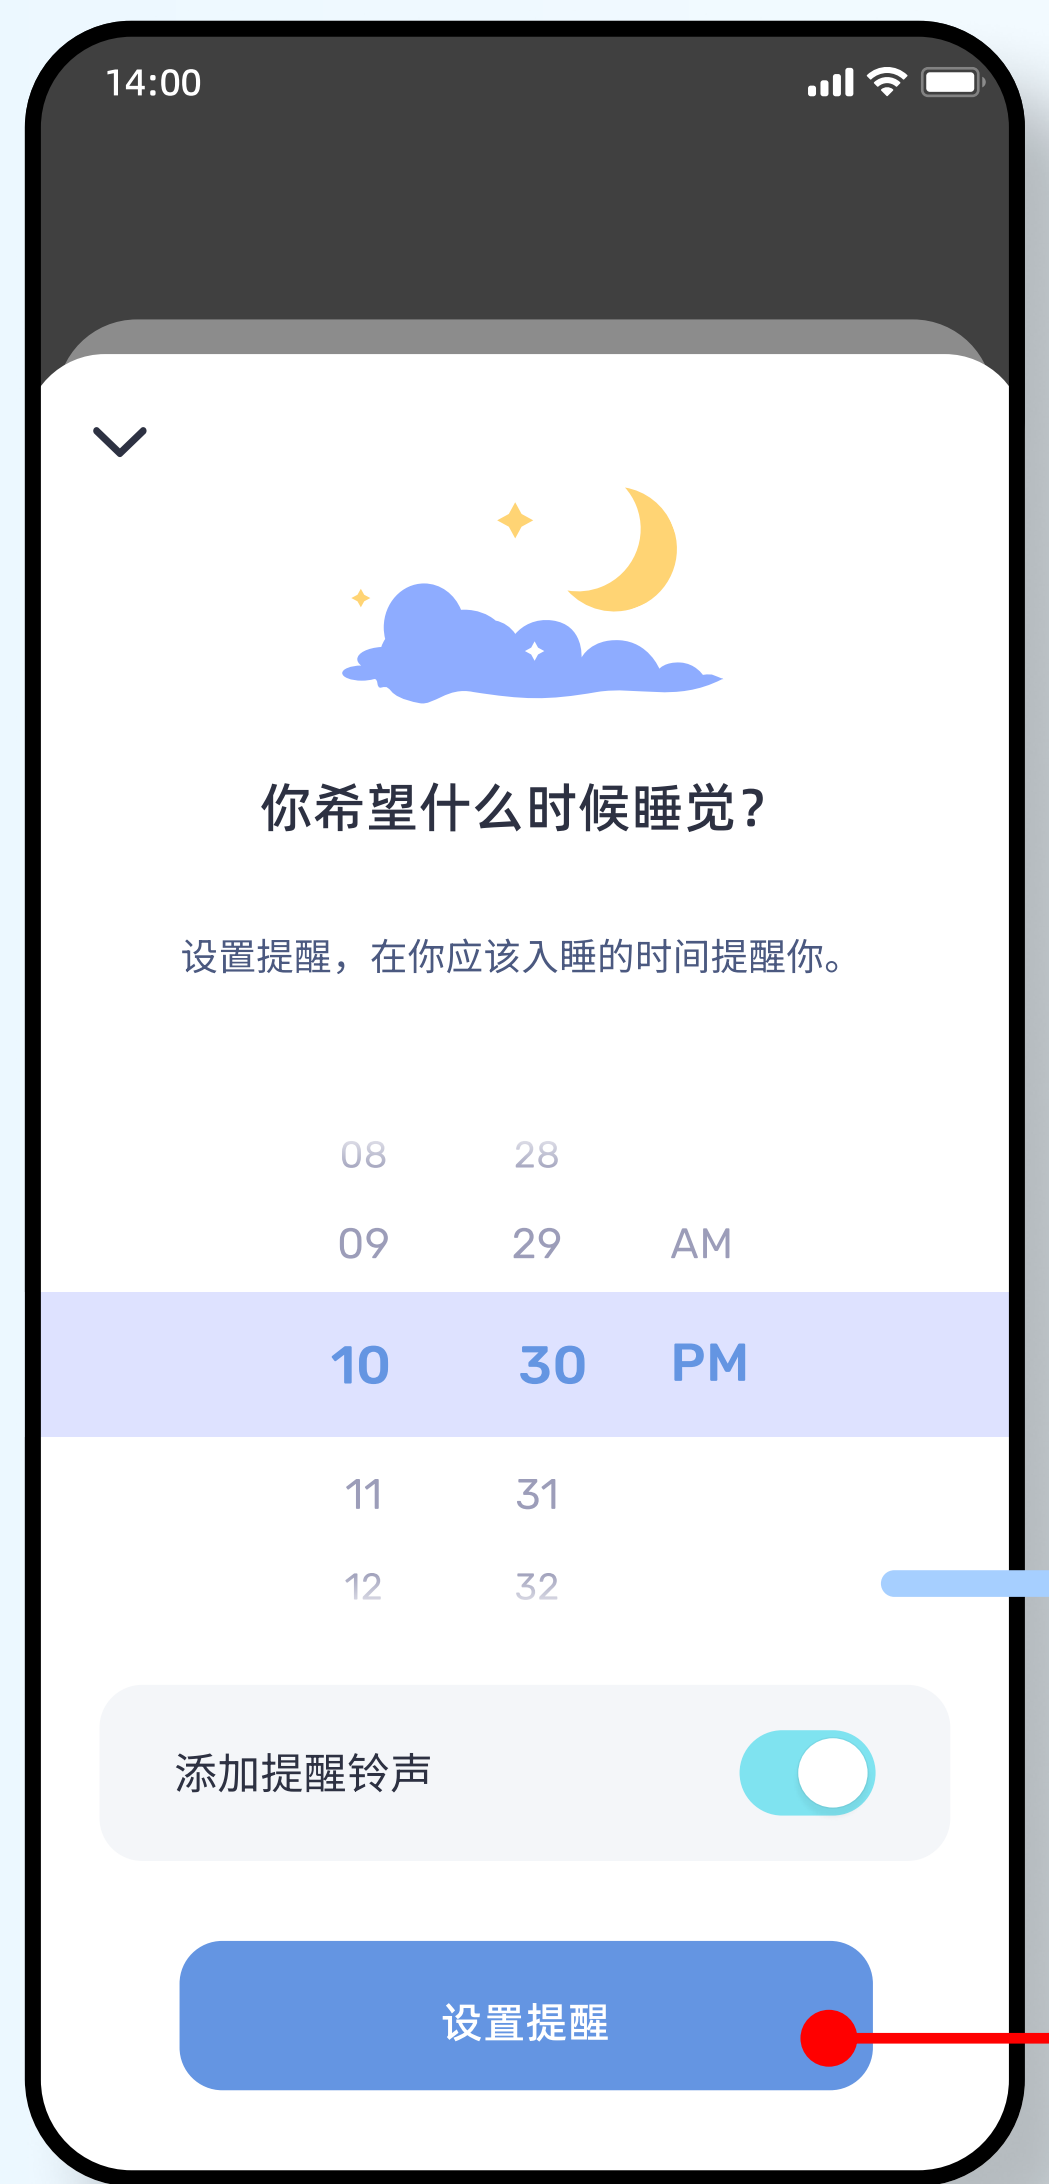 14:00
你希望什么时候睡觉?
设置提醒，在你应该入睡的时间提醒你。
08 28
09 29 AM
10 30 PM
11 31
12 32
添加提醒铃声
设置提醒